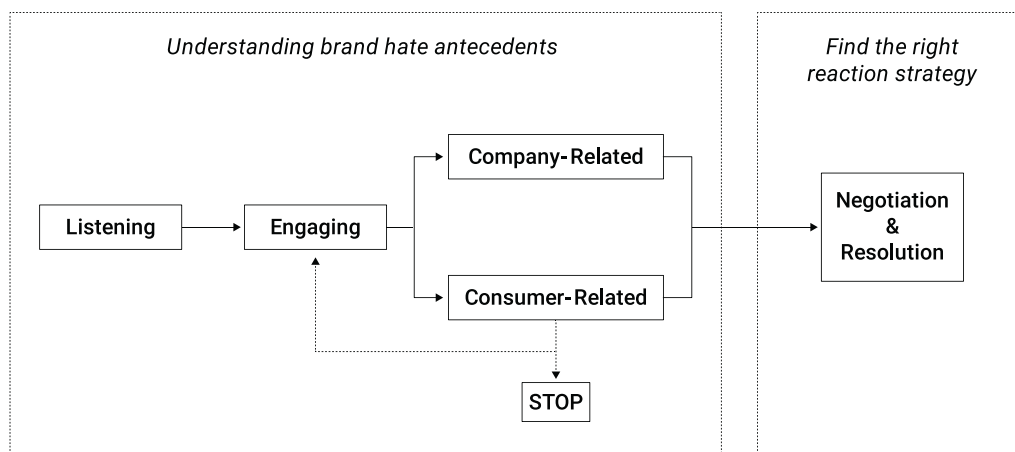 Understanding brand hate antecedents
Find the right
reaction strategy
Company-Related
Listening
Engaging
Negotiation
&
Resolution
Consumer-Related
STOP